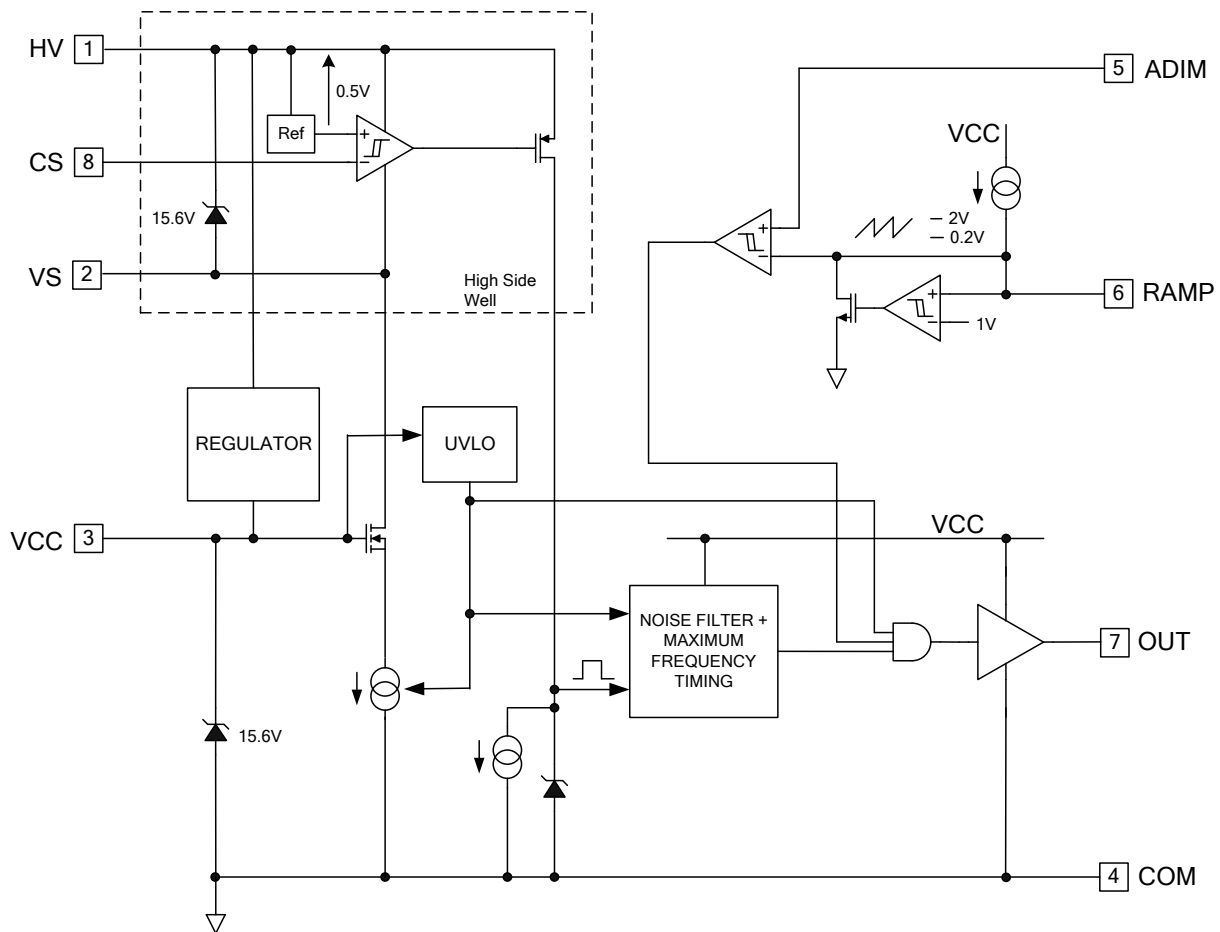 HV 1
0.5V
Ref
+
−
CS 8
15.6V
VS 2
High Side
Well
5 ADIM
VCC
+
−
– 2V
– 0.2V
+
−
1V
6 RAMP
REGULATOR
UVLO
VCC 3
VCC
NOISE FILTER +
MAXIMUM
FREQUENCY
TIMING
7 OUT
15.6V
4 COM